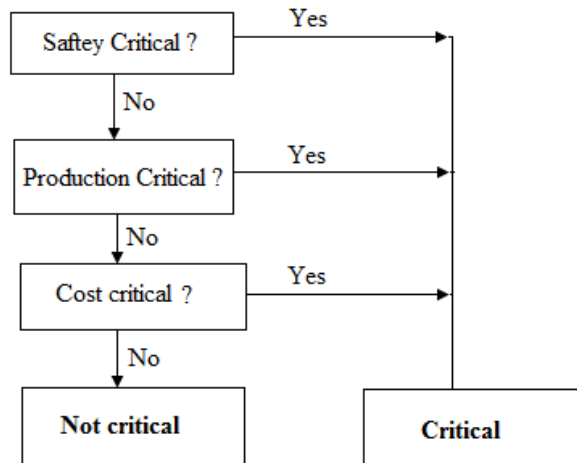 Saftey Critical ?
Yes
No
Production Critical ?
Yes
No
Cost critical ?
Yes
No
Not critical
Critical